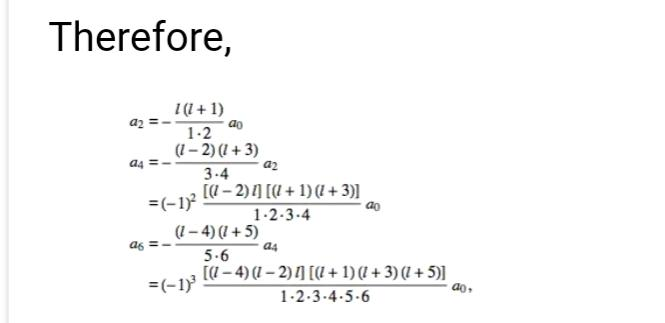 Therefore,
a₂ = − l(l + 1) / 1·2 a₀
a₄ = − (l − 2)(l + 3) / 3·4 a₂
= (−1)² [(l − 2) l] [(l + 1)(l + 3)] / 1·2·3·4 a₀
a₆ = − (l − 4)(l + 5) / 5·6 a₄
= (−1)³ [(l − 4)(l − 2) l] [(l + 1)(l + 3)(l + 5)] / 1·2·3·4·5·6 a₀,